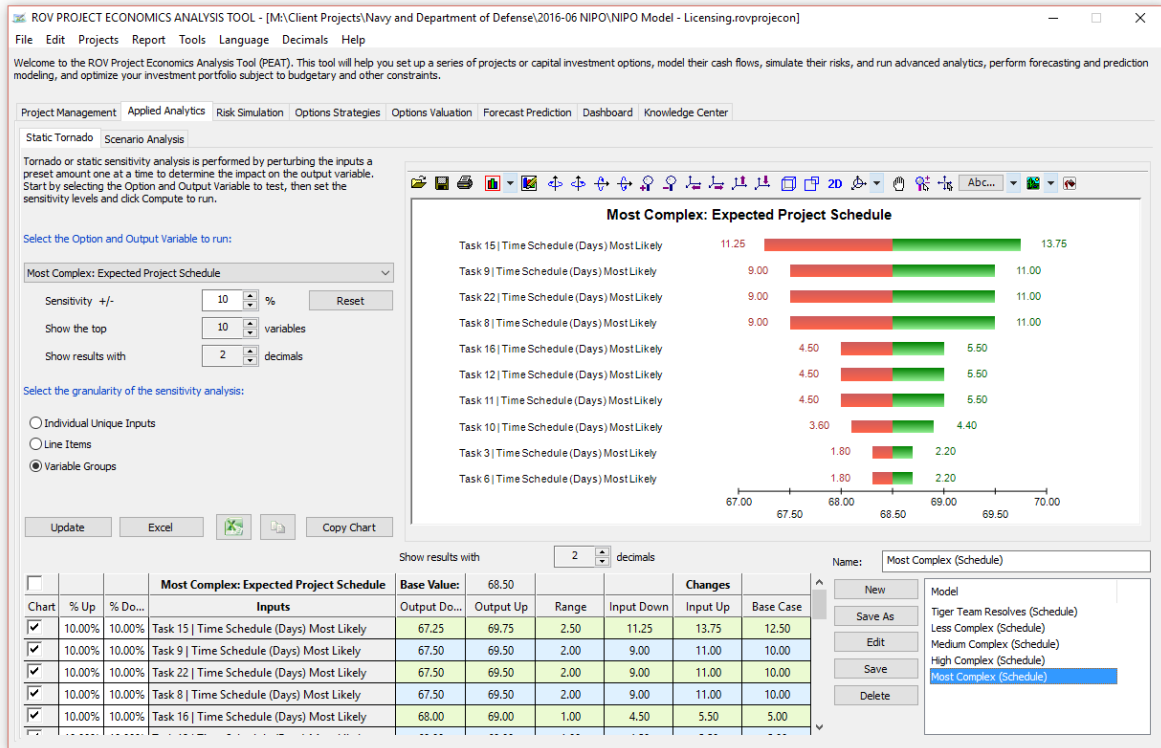 ROV PROJECT ECONOMICS ANALYSIS TOOL - [M:\Client Projects\Navy and Department of Defense\2016-06 NIPO\NIPO Model - Licensing.rovprojecon]
File Edit Projects Report Tools Language Decimals Help
Welcome to the ROV Project Economics Analysis Tool (PEAT). This tool will help you set up a series of projects or capital investment options, model their cash flows, simulate their risks, and run advanced analytics, perform forecasting and prediction
modeling, and optimize your investment portfolio subject to budgetary and other constraints.
Project Management Applied Analytics Risk Simulation Options Strategies Options Valuation Forecast Prediction Dashboard Knowledge Center
Static Tornado Scenario Analysis
Tornado or static sensitivity analysis is performed by perturbing the inputs a
preset amount one at a time to determine the impact on the output variable.
Start by selecting the Option and Output Variable to test, then set the
sensitivity levels and click Compute to run.
Select the Option and Output Variable to run:
Most Complex: Expected Project Schedule
Sensitivity +/- 10 % Reset
Show the top 10 variables
Show results with 2 decimals
Select the granularity of the sensitivity analysis:
Individual Unique Inputs
Line Items
Variable Groups
Update Excel Copy Chart
2D Abc...
Most Complex: Expected Project Schedule
Task 15 | Time Schedule (Days) Most Likely 11.25 13.75
Task 9 | Time Schedule (Days) Most Likely 9.00 11.00
Task 22 | Time Schedule (Days) Most Likely 9.00 11.00
Task 8 | Time Schedule (Days) Most Likely 9.00 11.00
Task 16 | Time Schedule (Days) Most Likely 4.50 5.50
Task 12 | Time Schedule (Days) Most Likely 4.50 5.50
Task 11 | Time Schedule (Days) Most Likely 4.50 5.50
Task 10 | Time Schedule (Days) Most Likely 3.60 4.40
Task 3 | Time Schedule (Days) Most Likely 1.80 2.20
Task 6 | Time Schedule (Days) Most Likely 1.80 2.20
67.00 68.00 69.00 70.00
67.50 68.50 69.50
Show results with 2 decimals
Most Complex: Expected Project Schedule Base Value: 68.50 Changes
Chart % Up % Do... Inputs Output Do... Output Up Range Input Down Input Up Base Case
10.00% 10.00% Task 15 | Time Schedule (Days) Most Likely 67.25 69.75 2.50 11.25 13.75 12.50
10.00% 10.00% Task 9 | Time Schedule (Days) Most Likely 67.50 69.50 2.00 9.00 11.00 10.00
10.00% 10.00% Task 22 | Time Schedule (Days) Most Likely 67.50 69.50 2.00 9.00 11.00 10.00
10.00% 10.00% Task 8 | Time Schedule (Days) Most Likely 67.50 69.50 2.00 9.00 11.00 10.00
10.00% 10.00% Task 16 | Time Schedule (Days) Most Likely 68.00 69.00 1.00 4.50 5.50 5.00
Name: Most Complex (Schedule)
New
Save As
Edit
Save
Delete
Model
Tiger Team Resolves (Schedule)
Less Complex (Schedule)
Medium Complex (Schedule)
High Complex (Schedule)
Most Complex (Schedule)